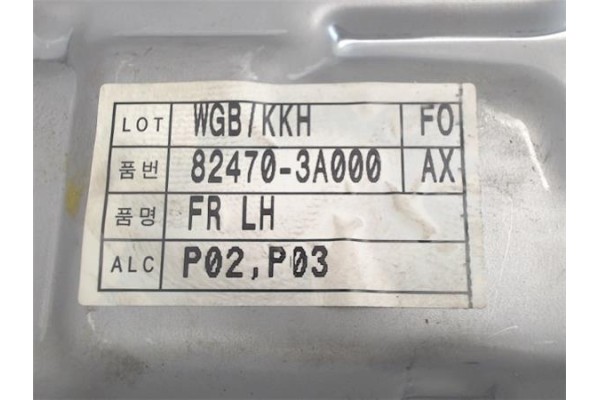 LOT WGB/KKH FO
품번 82470-3A000 AX
품명 FR LH
ALC P02,P03